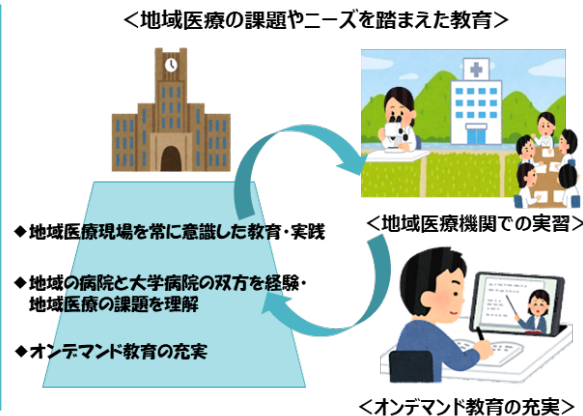 ＜地域医療の課題やニーズを踏まえた教育＞
◆地域医療現場を常に意識した教育・実践
◆地域の病院と大学病院の双方を経験・
地域医療の課題を理解
◆オンデマンド教育の充実
＜地域医療機関での実習＞
＜オンデマンド教育の充実＞